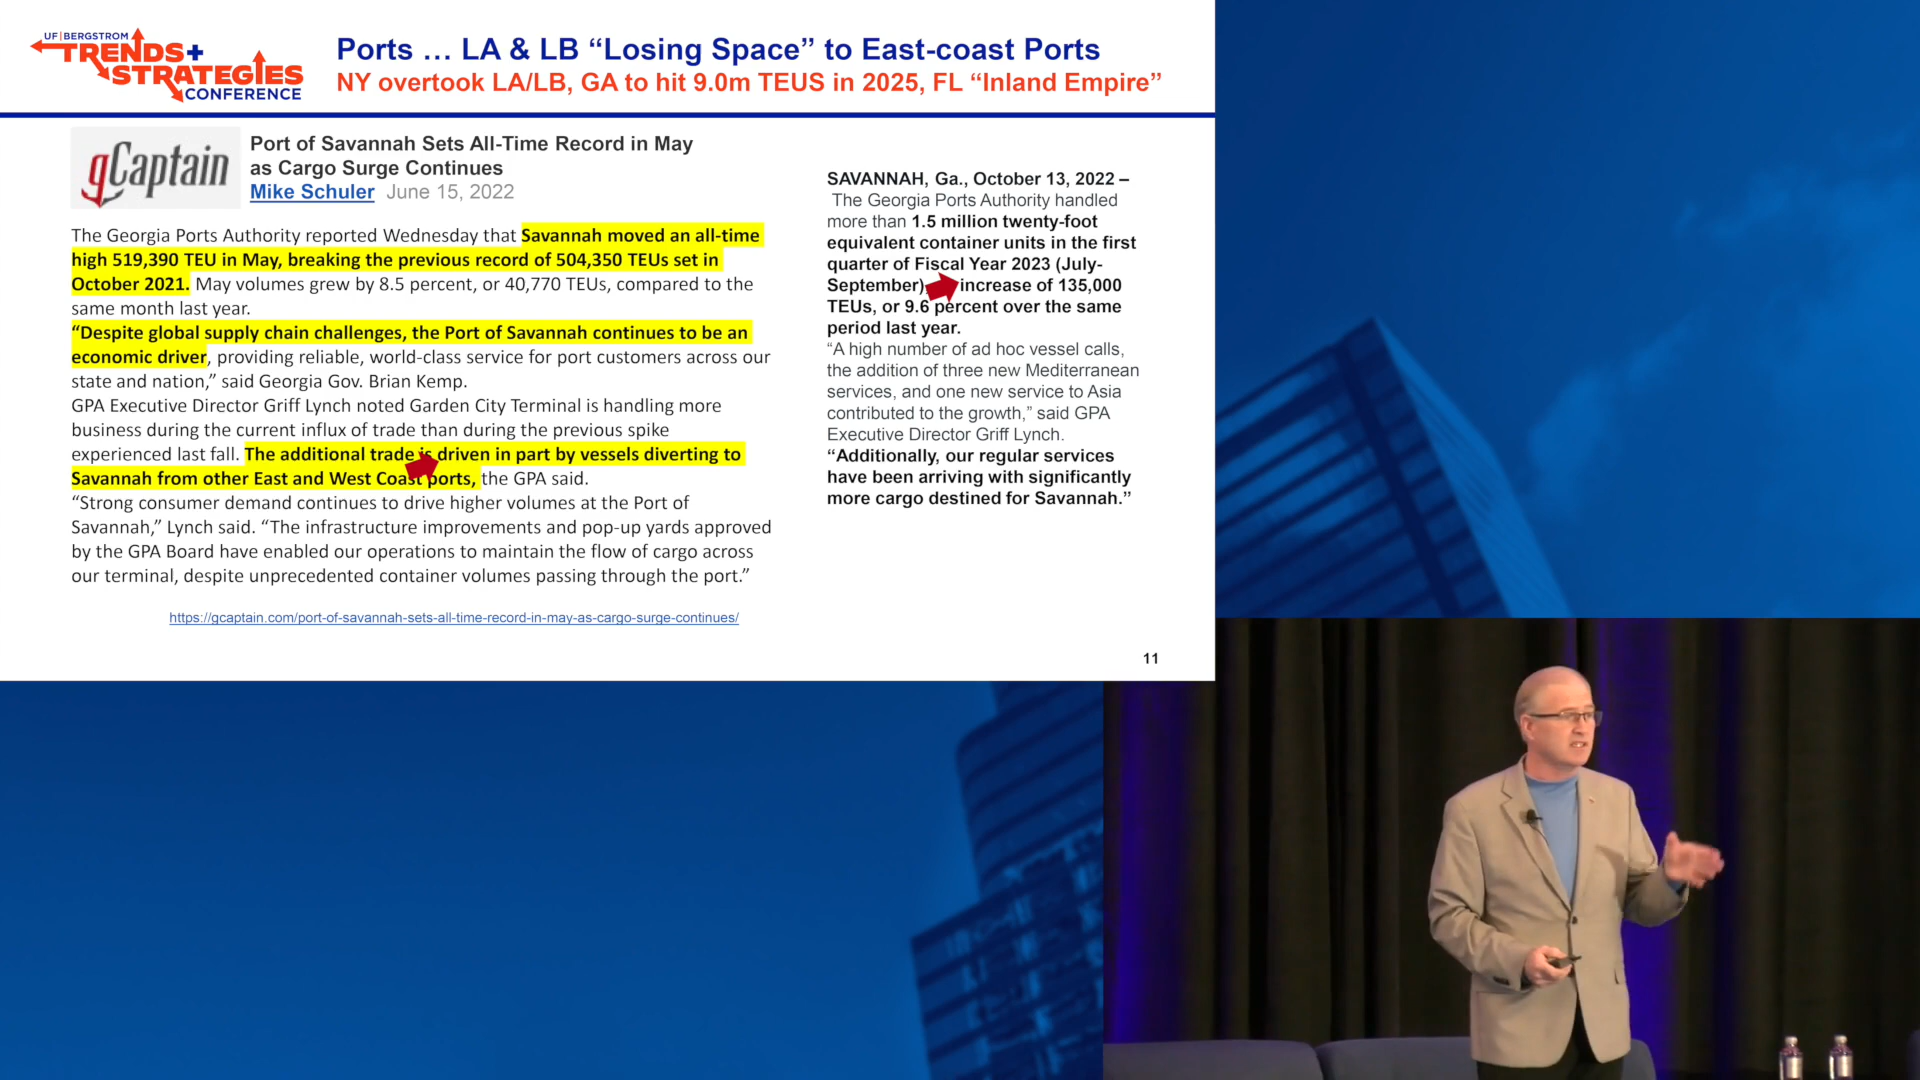 UF|BERGSTROM
TRENDS+
STRATEGIES
CONFERENCE
Ports … LA & LB “Losing Space” to East-coast Ports
NY overtook LA/LB, GA to hit 9.0m TEUS in 2025, FL “Inland Empire”
gCaptain
Port of Savannah Sets All-Time Record in May
as Cargo Surge Continues
Mike Schuler June 15, 2022
The Georgia Ports Authority reported Wednesday that Savannah moved an all-time
high 519,390 TEU in May, breaking the previous record of 504,350 TEUs set in
October 2021. May volumes grew by 8.5 percent, or 40,770 TEUs, compared to the
same month last year.
“Despite global supply chain challenges, the Port of Savannah continues to be an
economic driver, providing reliable, world-class service for port customers across our
state and nation,” said Georgia Gov. Brian Kemp.
GPA Executive Director Griff Lynch noted Garden City Terminal is handling more
business during the current influx of trade than during the previous spike
experienced last fall. The additional trade is driven in part by vessels diverting to
Savannah from other East and West Coast ports, the GPA said.
“Strong consumer demand continues to drive higher volumes at the Port of
Savannah,” Lynch said. “The infrastructure improvements and pop-up yards approved
by the GPA Board have enabled our operations to maintain the flow of cargo across
our terminal, despite unprecedented container volumes passing through the port.”
https://gcaptain.com/port-of-savannah-sets-all-time-record-in-may-as-cargo-surge-continues/
SAVANNAH, Ga., October 13, 2022 –
The Georgia Ports Authority handled
more than 1.5 million twenty-foot
equivalent container units in the first
quarter of Fiscal Year 2023 (July-
September) increase of 135,000
TEUs, or 9.6 percent over the same
period last year.
“A high number of ad hoc vessel calls,
the addition of three new Mediterranean
services, and one new service to Asia
contributed to the growth,” said GPA
Executive Director Griff Lynch.
“Additionally, our regular services
have been arriving with significantly
more cargo destined for Savannah.”
11